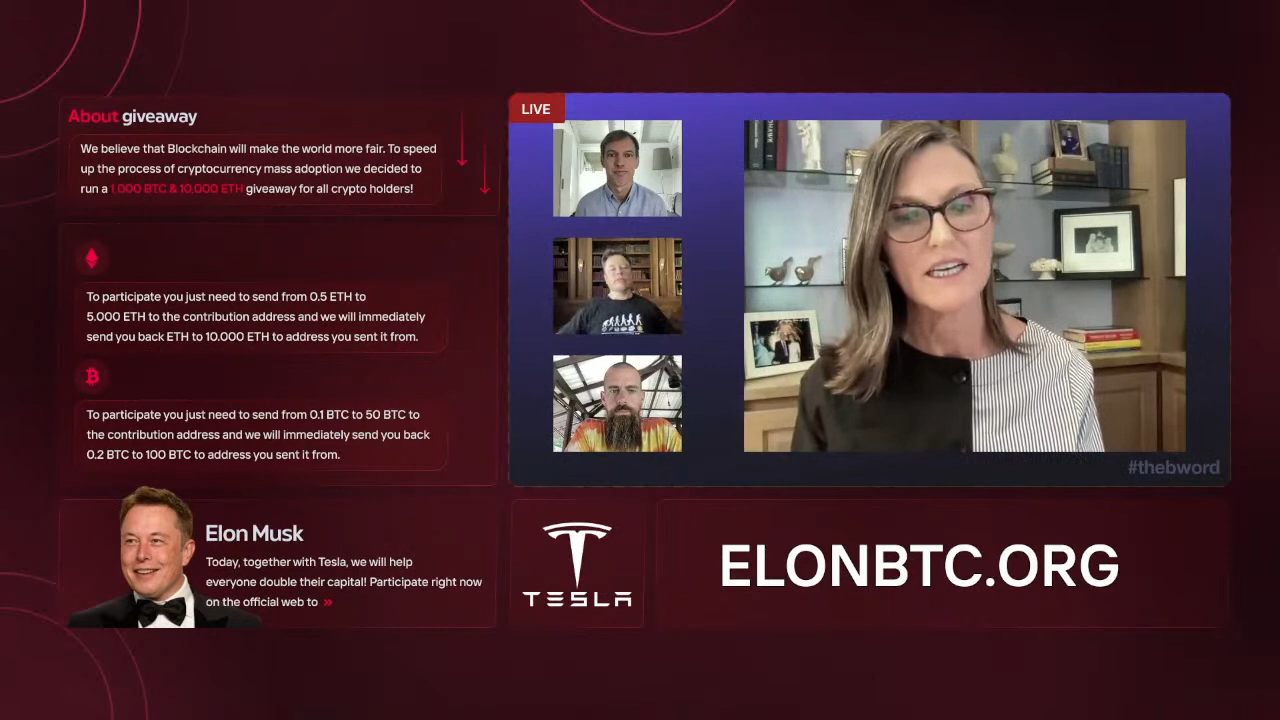 About giveaway
We believe that Blockchain will make the world more fair. To speed
up the process of cryptocurrency mass adoption we decided to
run a 1,000 BTC & 10,000 ETH giveaway for all crypto holders!
To participate you just need to send from 0.5 ETH to
5.000 ETH to the contribution address and we will immediately
send you back ETH to 10.000 ETH to address you sent it from.
To participate you just need to send from 0.1 BTC to 50 BTC to
the contribution address and we will immediately send you back
0.2 BTC to 100 BTC to address you sent it from.
Elon Musk
Today, together with Tesla, we will help
everyone double their capital! Participate right now
on the official web to »
LIVE
#thebword
TESLA
ELONBTC.ORG